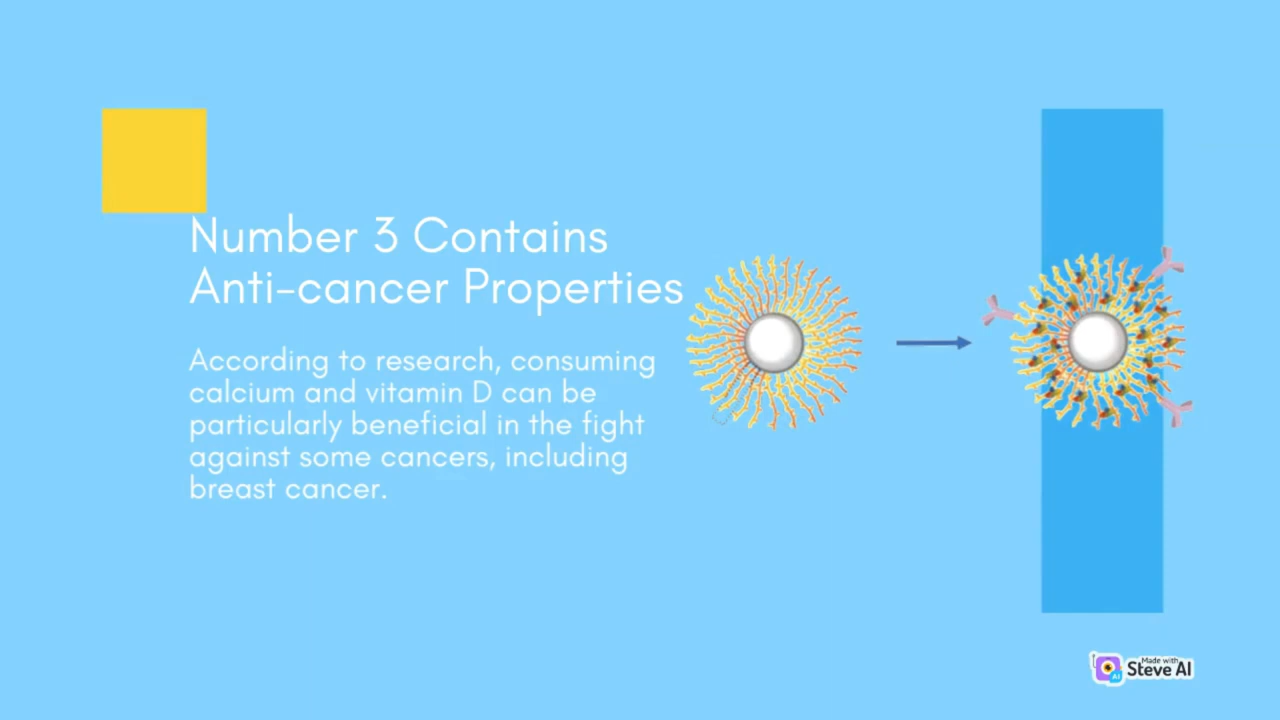 Number 3 Contains
Anti-cancer Properties
According to research, consuming
calcium and vitamin D can be
particularly beneficial in the fight
against some cancers, including
breast cancer.
Made with
Steve AI
AI